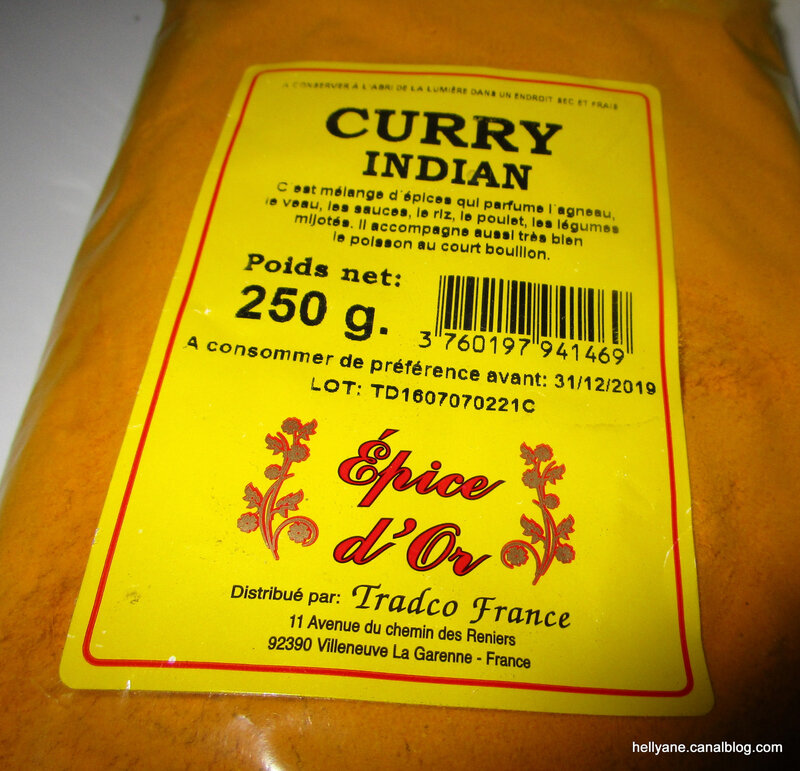 A CONSERVER À L'ABRI DE LA LUMIÈRE DANS UN ENDROIT SEC ET FRAIS
CURRY
INDIAN
C est mélange d'épices qui parfume l'agneau,
le veau, les sauces, le riz, le poulet, les légumes
mijotés. Il accompagne aussi très bien
le poisson au court bouillon.
Poids net:
250 g.
3 760197 941469
A consommer de préférence avant: 31/12/2019
LOT: TD1607070221C
Épice
d'Or
Distribué par: Tradco France
11 Avenue du chemin des Reniers
92390 Villeneuve La Garenne - France
hellyane.canalblog.com